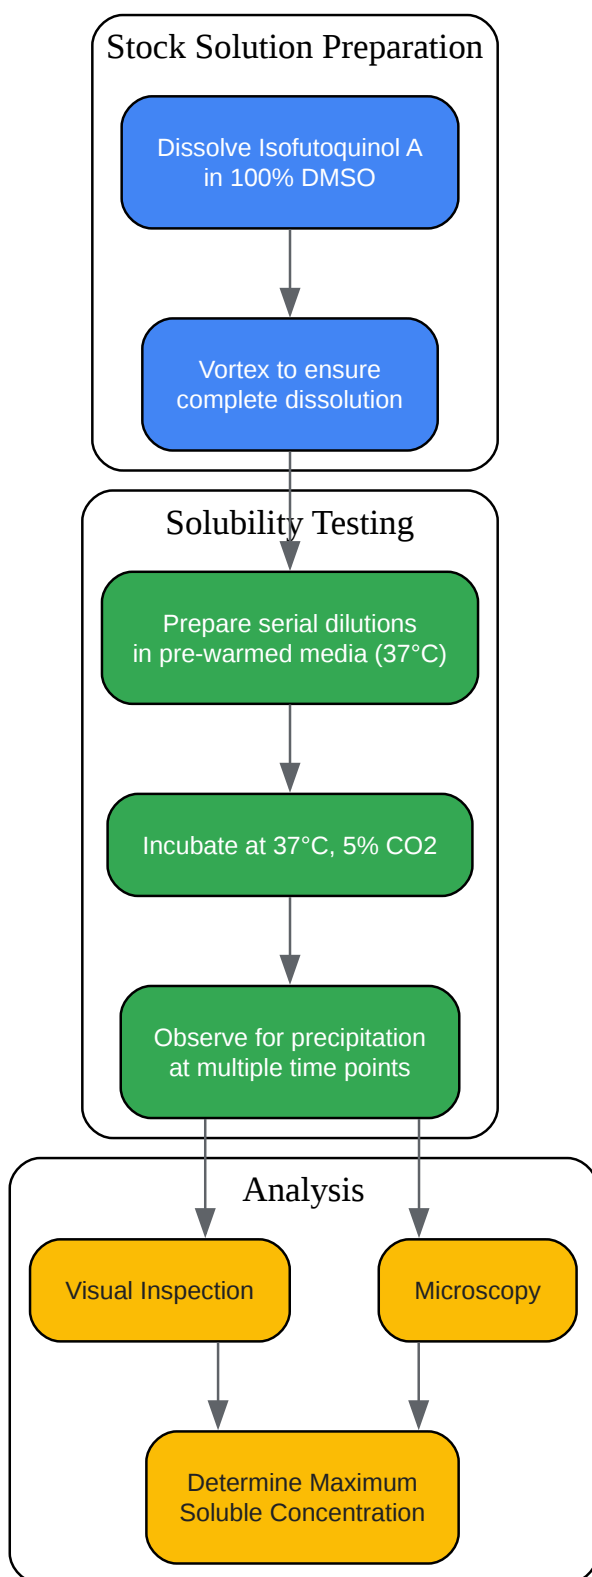 Stock Solution Preparation
Dissolve Isofutoquinol A
in 100% DMSO
Vortex to ensure
complete dissolution
Solubility Testing
Prepare serial dilutions
in pre-warmed media (37°C)
Incubate at 37°C, 5% CO2
Observe for precipitation
at multiple time points
Analysis
Visual Inspection
Microscopy
Determine Maximum
Soluble Concentration